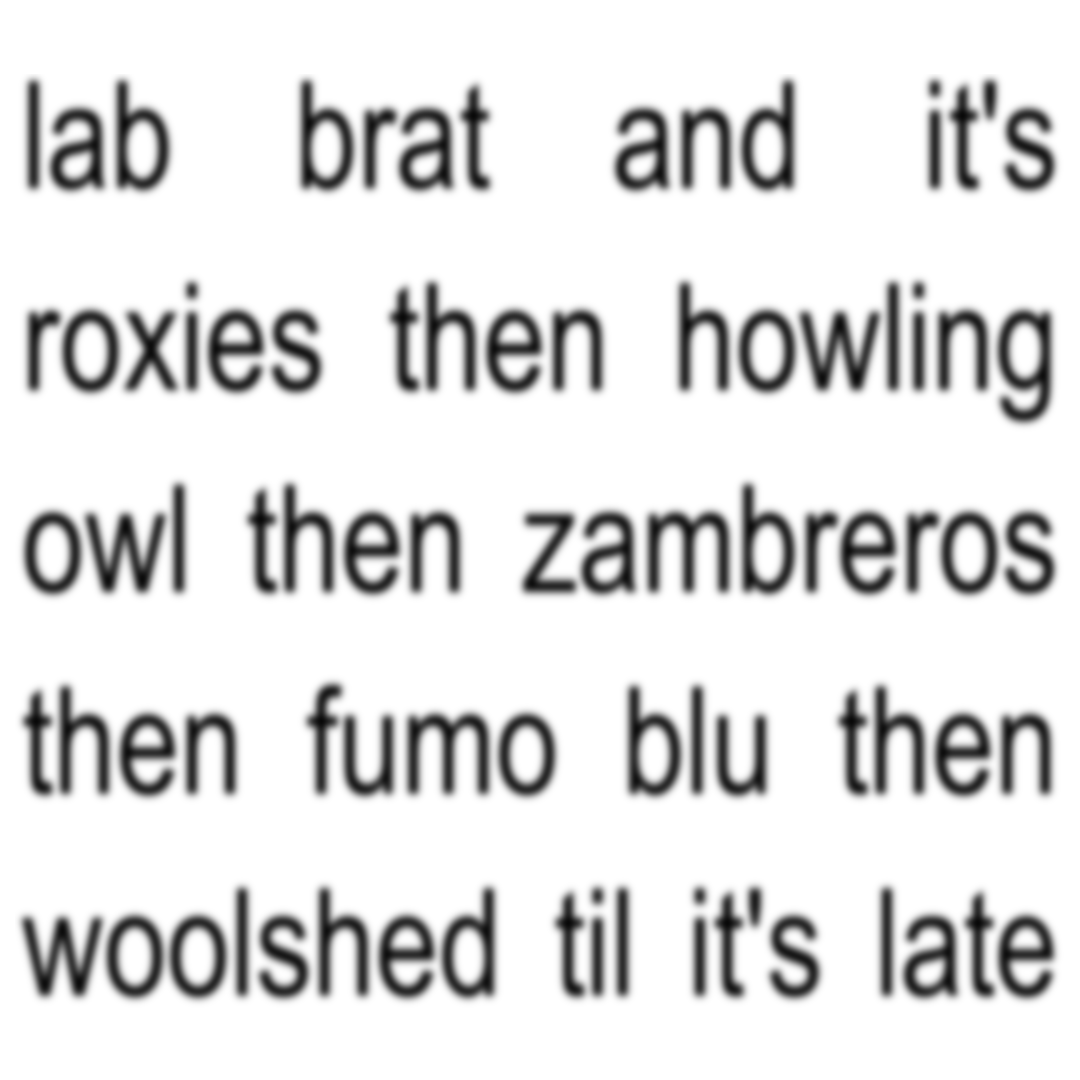 lab brat and it's
roxies then howling
owl then zambreros
then fumo blu then
woolshed til it's late